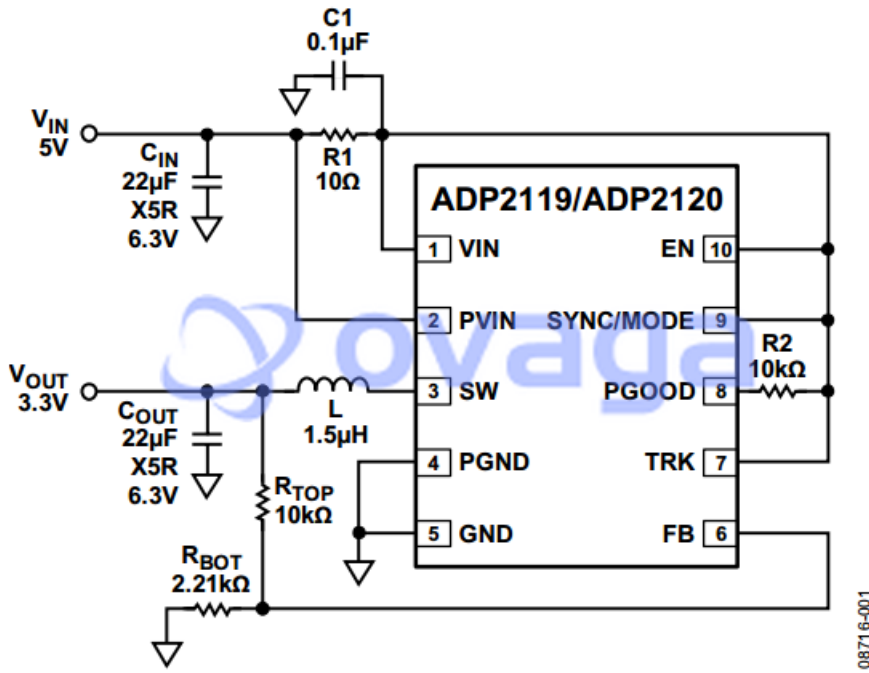 C1
0.1µF
VIN
5V
CIN
22µF
X5R
6.3V
R1
10Ω
ADP2119/ADP2120
1 VIN
EN 10
2 PVIN
SYNC/MODE 9
R2
10kΩ
VOUT
3.3V
3 SW
PGOOD 8
L
1.5µH
COUT
22µF
X5R
6.3V
4 PGND
TRK 7
RTOP
10kΩ
5 GND
FB 6
RBOT
2.21kΩ
ovaga
08716-001